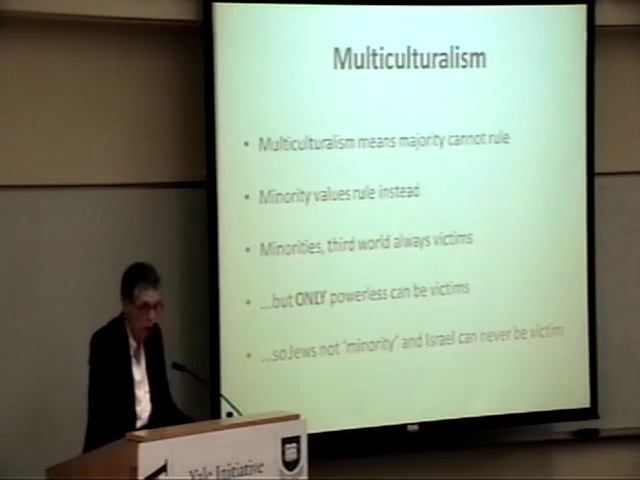 Multiculturalism
• Multiculturalism means majority cannot rule
• Minority values rule instead
• Minorities, third world always victims
• ...but ONLY powerless can be victims
• ...so Jews not 'minority' and Israel can never be victim
Yale Initiative